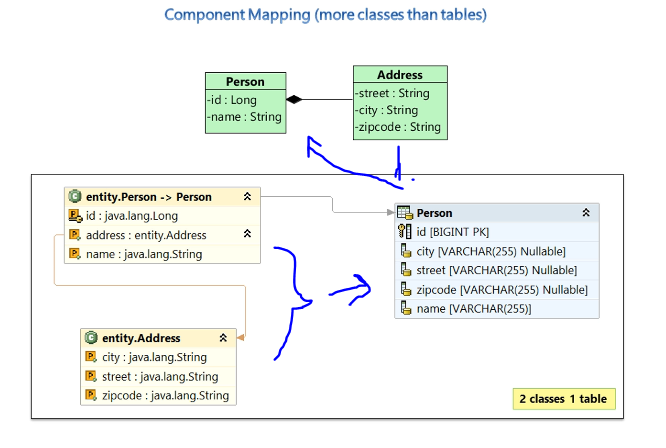 Component Mapping (more classes than tables)
Person
-id : Long
-name : String
Address
-street : String
-city : String
-zipcode : String
entity.Person -> Person
id : java.lang.Long
address : entity.Address
name : java.lang.String
Person
id [BIGINT PK]
city [VARCHAR(255) Nullable]
street [VARCHAR(255) Nullable]
zipcode [VARCHAR(255) Nullable]
name [VARCHAR(255)]
entity.Address
city : java.lang.String
street : java.lang.String
zipcode : java.lang.String
2 classes 1 table